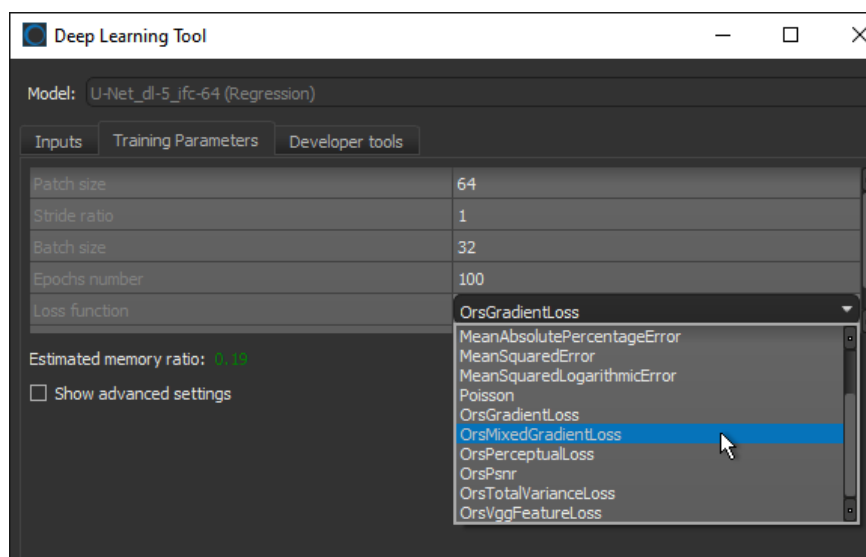 Deep Learning Tool
Model: U-Net_dl-5_ifc-64 (Regression)
Inputs Training Parameters Developer tools
Patch size 64
Stride ratio 1
Batch size 32
Epochs number 100
Loss function OrsGradientLoss
MeanAbsolutePercentageError
Estimated memory ratio: 0.19
MeanSquaredError
MeanSquaredLogarithmicError
Show advanced settings
Poisson
OrsGradientLoss
OrsMixedGradientLoss
OrsPerceptualLoss
OrsPsnr
OrsTotalVarianceLoss
OrsVggFeatureLoss